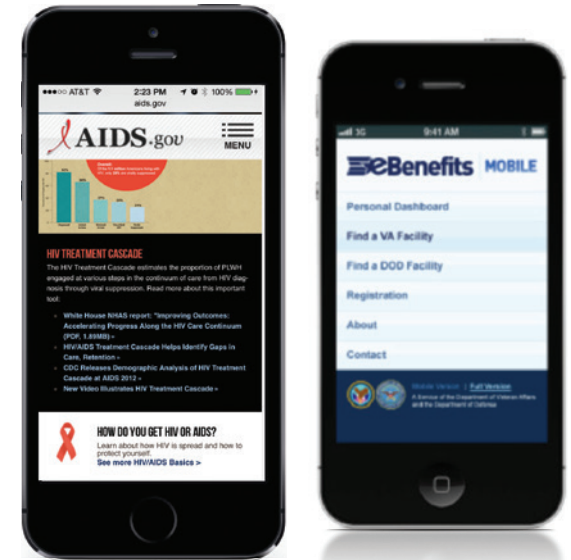 AT&T 2:23 PM 100%
aids.gov
AIDS.gov
MENU
HIV TREATMENT CASCADE
The HIV Treatment Cascade estimates the proportion of PLWH
engaged at various steps in the continuum of care from HIV diag-
nosis through viral suppression. Read more about this important
tool:
» White House NHAS report: "Improving Outcomes:
Accelerating Progress Along the HIV Care Continuum
(PDF, 3.89MB) »
» HIV/AIDS Treatment Cascade Helps Identify Gaps in
Care, Retention »
» CDC Releases Demographic Analysis of HIV Treatment
Cascade at AIDS 2012 »
» New Video Illustrates HIV Treatment Cascade »
HOW DO YOU GET HIV OR AIDS?
Learn about how HIV is spread and how to
protect yourself.
See more HIV/AIDS Basics >
3G 9:41 AM
eBenefits MOBILE
Personal Dashboard
Find a VA Facility
Find a DOD Facility
Registration
About
Contact
Mobile Version | Full Version
A Service of the Department of Veteran Affairs
and the Department of Defense